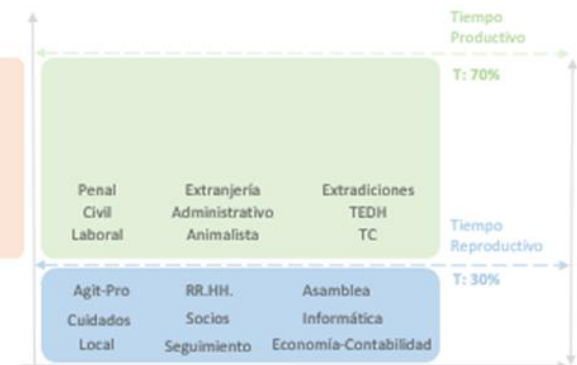 Tiempo
Productivo
T: 70%
Penal Extranjería Extradiciones
Civil Administrativo TEDH
Laboral Animalista TC
Tiempo
Reproductivo
T: 30%
Agit-Pro RR.HH. Asamblea
Cuidados Socios Informática
Local Seguimiento Economía-Contabilidad